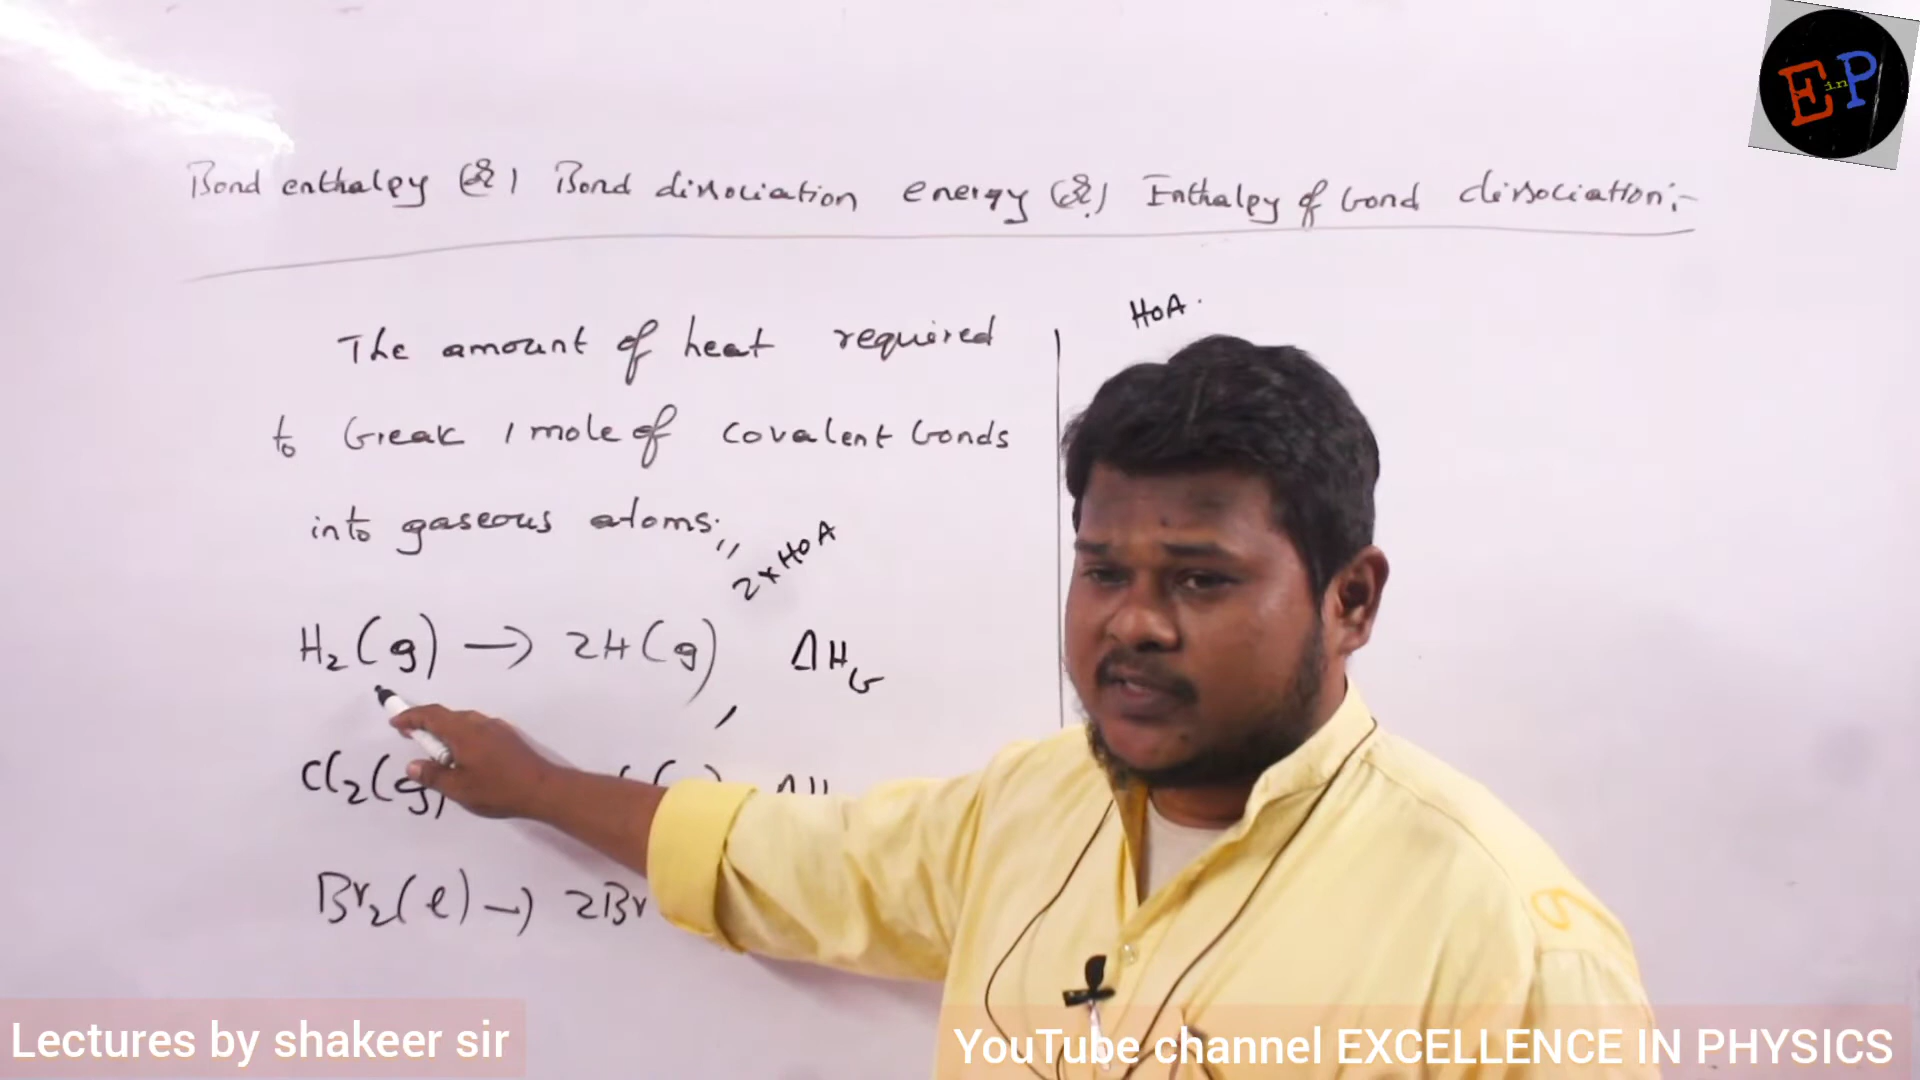 E in P
Bond enthalpy (or) Bond dissociation energy (or) Enthalpy of bond dissociation:-
HoA.
The amount of heat required
to break 1 mole of covalent bonds
into gaseous atoms.,,
2x HoA
H₂(g) → 2H(g), ΔHb
Cl₂(g)
Br₂(l) → 2Br
Lectures by shakeer sir
YouTube channel EXCELLENCE IN PHYSICS